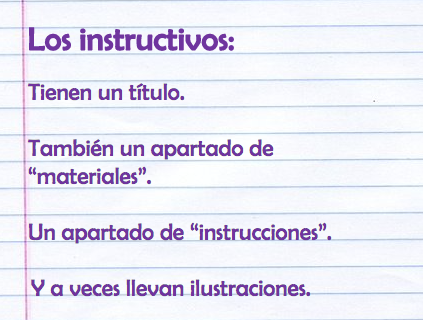 Los instructivos:
Tienen un título.
También un apartado de
“materiales”.
Un apartado de “instrucciones”.
Y a veces llevan ilustraciones.